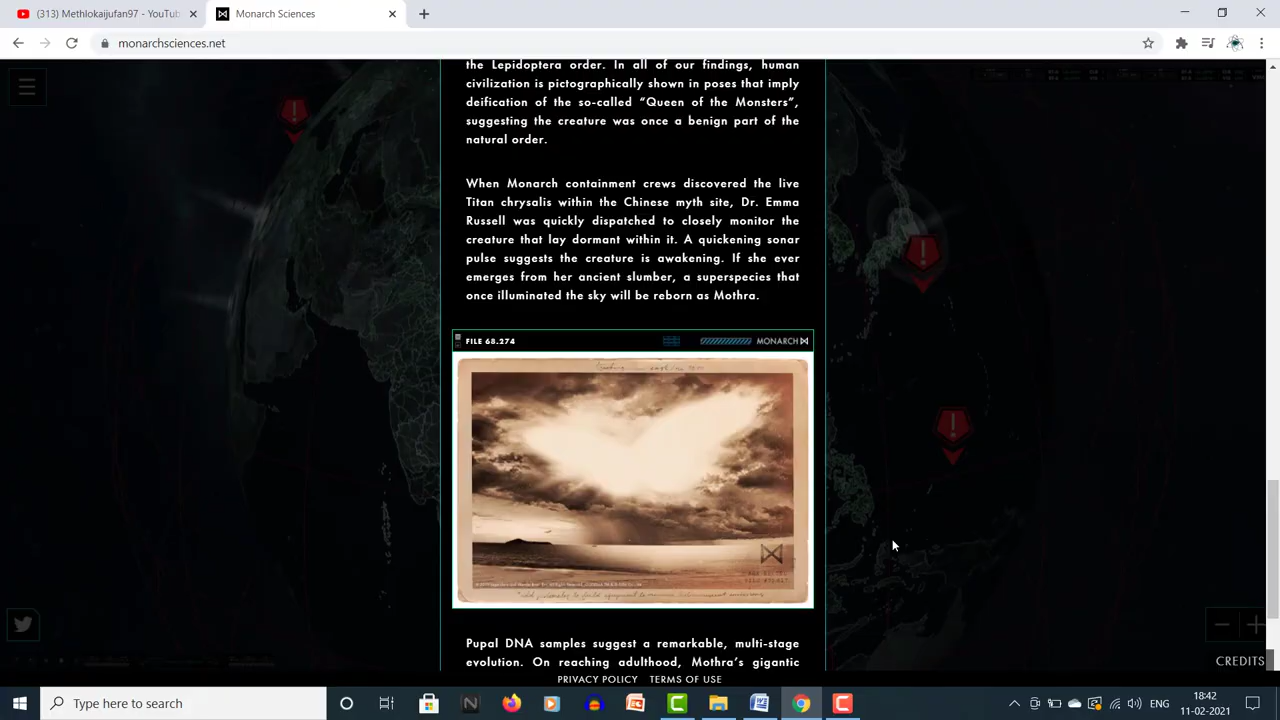 (313) Methlokaijufan97 - YouTub
Monarch Sciences
monarchsciences.net
the Lepidoptera order. In all of our findings, human
civilization is pictographically shown in poses that imply
deification of the so-called “Queen of the Monsters”,
suggesting the creature was once a benign part of the
natural order.
When Monarch containment crews discovered the live
Titan chrysalis within the Chinese myth site, Dr. Emma
Russell was quickly dispatched to closely monitor the
creature that lay dormant within it. A quickening sonar
pulse suggests the creature is awakening. If she ever
emerges from her ancient slumber, a superspecies that
once illuminated the sky will be reborn as Mothra.
FILE 68.274
MONARCH
Pupal DNA samples suggest a remarkable, multi-stage
evolution. On reaching adulthood, Mothra’s gigantic
CREDITS
PRIVACY POLICY TERMS OF USE
Type here to search
ENG
18:42
11-02-2021